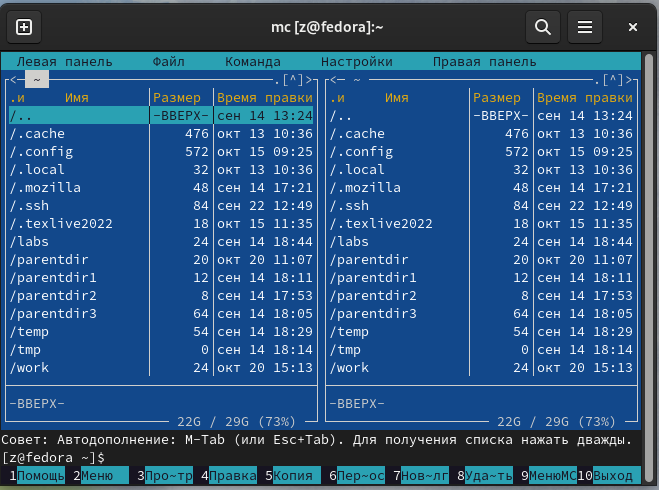 mc [z@fedora]:~
Левая панель Файл Команда Настройки Правая панель
<─ ~ .[^]> <─ ~ .[^]>
.и Имя Размер Время правки .и Имя Размер Время правки
/.. -ВВЕРХ- сен 14 13:24 /.. -ВВЕРХ- сен 14 13:24
/.cache 476 окт 13 10:36 /.cache 476 окт 13 10:36
/.config 572 окт 15 09:25 /.config 572 окт 15 09:25
/.local 32 окт 13 10:36 /.local 32 окт 13 10:36
/.mozilla 48 сен 14 17:21 /.mozilla 48 сен 14 17:21
/.ssh 84 сен 22 12:49 /.ssh 84 сен 22 12:49
/.texlive2022 18 окт 15 11:35 /.texlive2022 18 окт 15 11:35
/labs 24 сен 14 18:44 /labs 24 сен 14 18:44
/parentdir 20 окт 20 11:07 /parentdir 20 окт 20 11:07
/parentdir1 12 сен 14 18:11 /parentdir1 12 сен 14 18:11
/parentdir2 8 сен 14 17:53 /parentdir2 8 сен 14 17:53
/parentdir3 64 сен 14 18:05 /parentdir3 64 сен 14 18:05
/temp 54 сен 14 18:29 /temp 54 сен 14 18:29
/tmp 0 сен 14 18:14 /tmp 0 сен 14 18:14
/work 24 окт 20 15:13 /work 24 окт 20 15:13
-ВВЕРХ- -ВВЕРХ-
22G / 29G (73%) 22G / 29G (73%)
Совет: Автодополнение: M-Tab (или Esc+Tab). Для получения списка нажать дважды.
[z@fedora ~]$
1Помощь 2Меню 3Про~тр 4Правка 5Копия 6Пер~ос 7Нов~лг 8Уда~ть 9МенюMC 10Выход